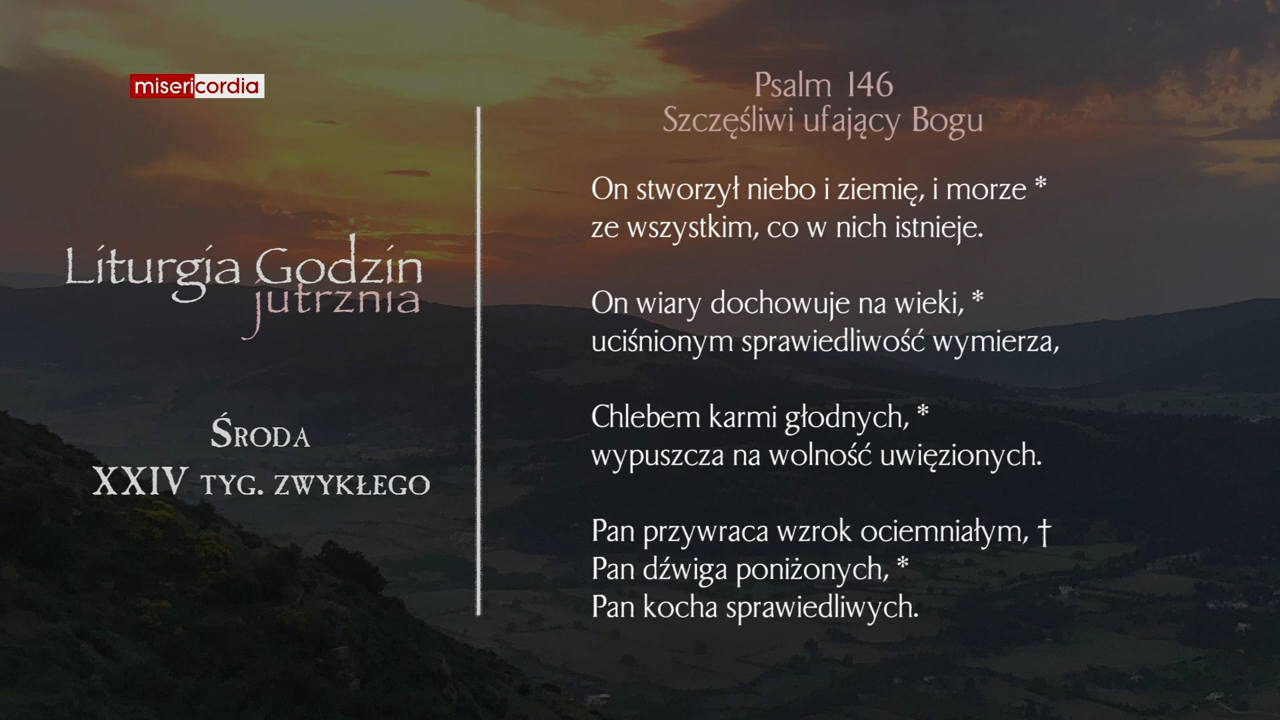 misericordia
Liturgia Godzin
jutrznia
Środa
XXIV tyg. zwykłego
Psalm 146
Szczęśliwi ufający Bogu
On stworzył niebo i ziemię, i morze *
ze wszystkim, co w nich istnieje.
On wiary dochowuje na wieki, *
uciśnionym sprawiedliwość wymierza,
Chlebem karmi głodnych, *
wypuszcza na wolność uwięzionych.
Pan przywraca wzrok ociemniałym, †
Pan dźwiga poniżonych, *
Pan kocha sprawiedliwych.